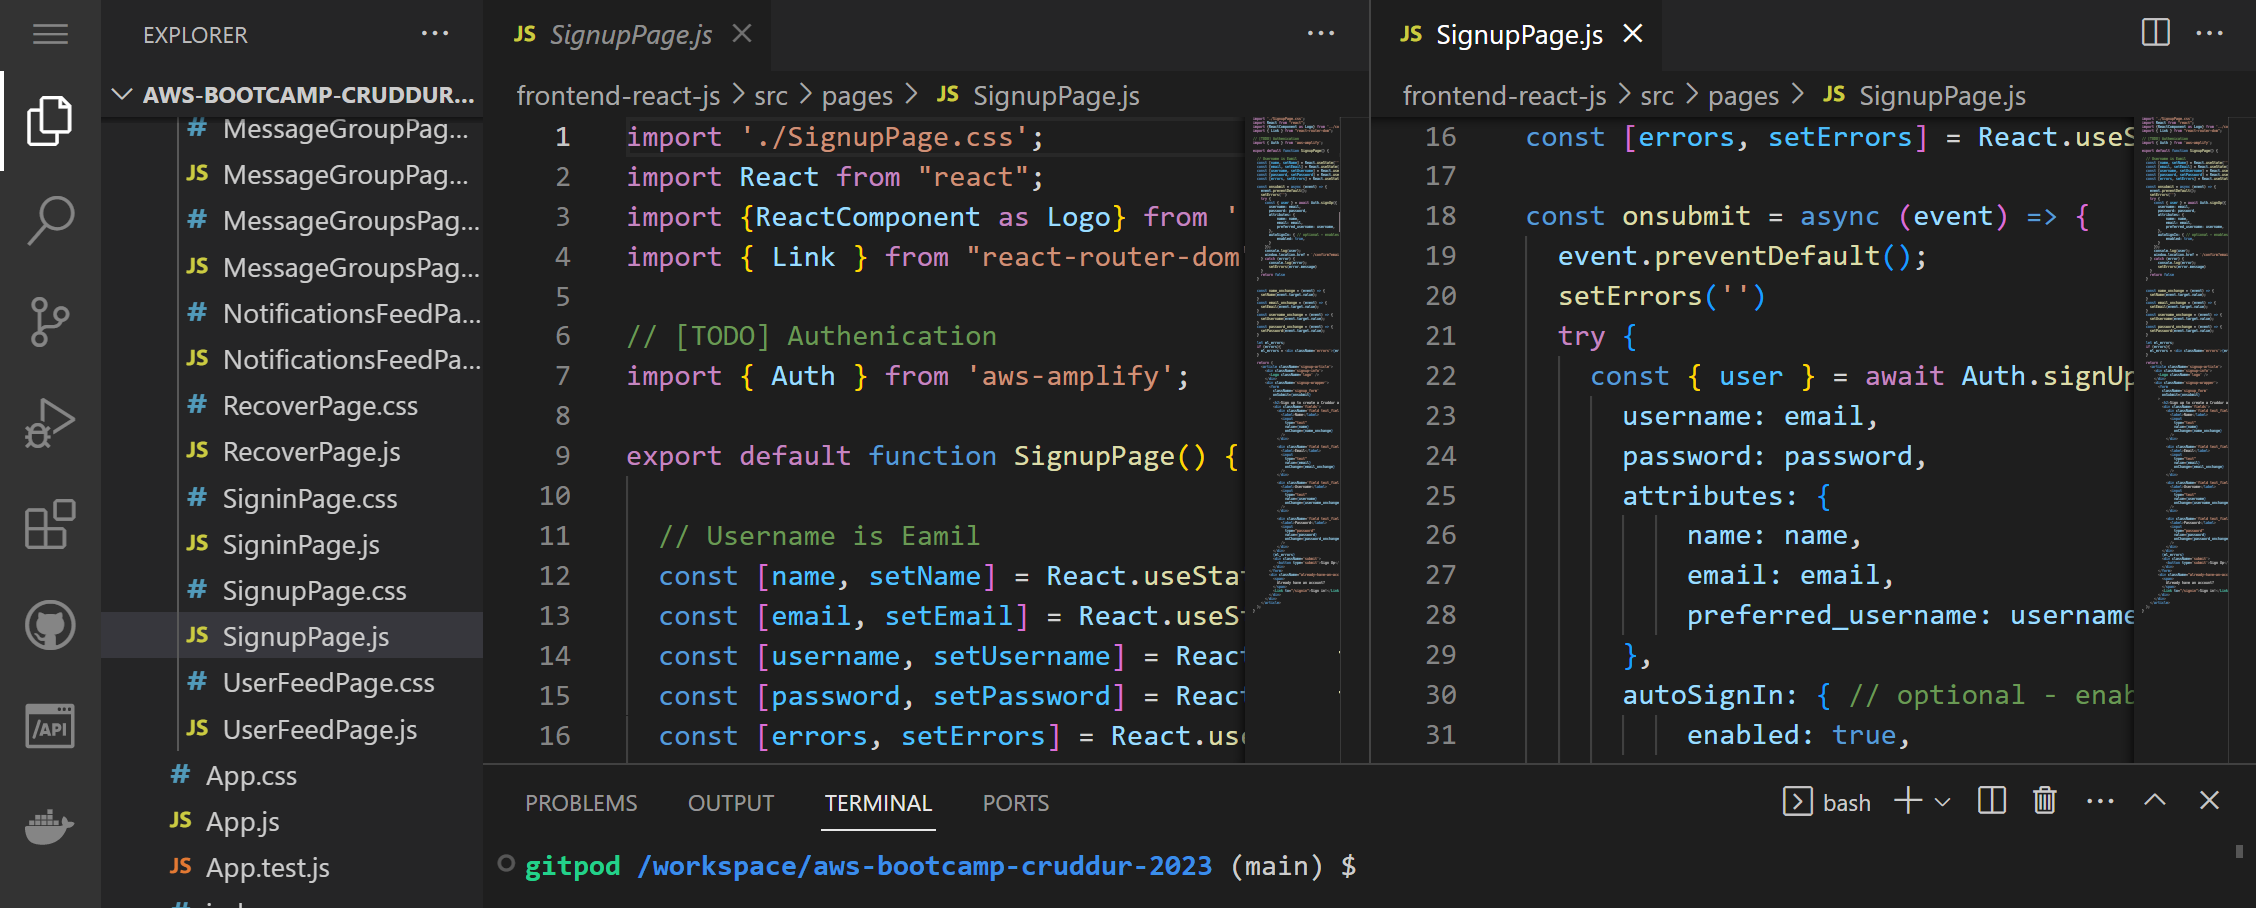 EXPLORER
AWS-BOOTCAMP-CRUDDUR...
# MessageGroupPag...
JS MessageGroupPag...
# MessageGroupsPag...
JS MessageGroupsPag...
# NotificationsFeedPa...
JS NotificationsFeedPa...
# RecoverPage.css
JS RecoverPage.js
# SigninPage.css
JS SigninPage.js
# SignupPage.css
JS SignupPage.js
# UserFeedPage.css
JS UserFeedPage.js
# App.css
JS App.js
JS App.test.js
/API
JS SignupPage.js
frontend-react-js > src > pages > JS SignupPage.js
1 import './SignupPage.css';
2 import React from "react";
3 import {ReactComponent as Logo} from '
4 import { Link } from "react-router-dom"
5
6 // [TODO] Authenication
7 import { Auth } from 'aws-amplify';
8
9 export default function SignupPage() {
10
11 // Username is Eamil
12 const [name, setName] = React.useSta
13 const [email, setEmail] = React.useS
14 const [username, setUsername] = React
15 const [password, setPassword] = React
16 const [errors, setErrors] = React.us
JS SignupPage.js
frontend-react-js > src > pages > JS SignupPage.js
16 const [errors, setErrors] = React.useS
17
18 const onsubmit = async (event) => {
19 event.preventDefault();
20 setErrors('')
21 try {
22 const { user } = await Auth.signUp
23 username: email,
24 password: password,
25 attributes: {
26 name: name,
27 email: email,
28 preferred_username: username
29 },
30 autoSignIn: { // optional - enab
31 enabled: true,
PROBLEMS OUTPUT TERMINAL PORTS
bash
gitpod /workspace/aws-bootcamp-cruddur-2023 (main) $